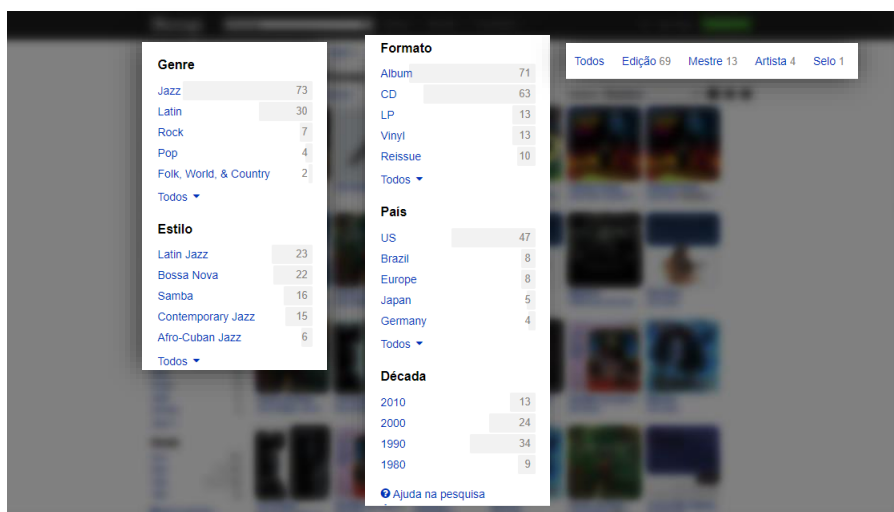 Genre
Jazz 73
Latin 30
Rock 7
Pop 4
Folk, World, & Country 2
Todos
Estilo
Latin Jazz 23
Bossa Nova 22
Samba 16
Contemporary Jazz 15
Afro-Cuban Jazz 6
Todos
Formato
Album 71
CD 63
LP 13
Vinyl 13
Reissue 10
Todos
País
US 47
Brazil 8
Europe 8
Japan 5
Germany 4
Todos
Década
2010 13
2000 24
1990 34
1980 9
Ajuda na pesquisa
Todos Edição 69 Mestre 13 Artista 4 Selo 1